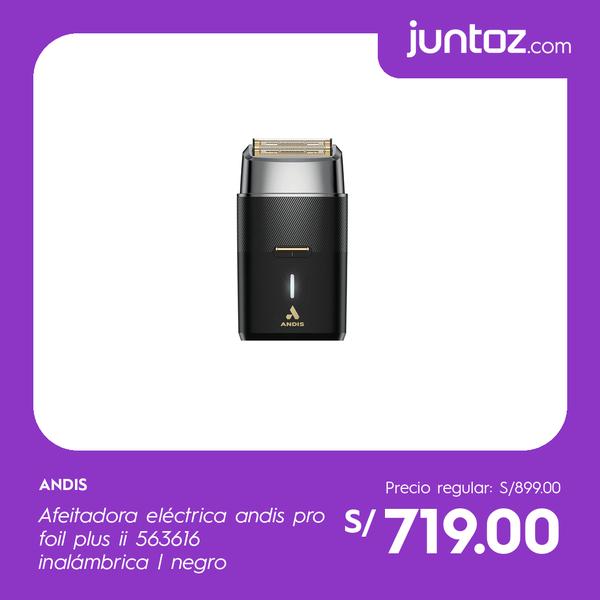 juntoz.com
ANDIS
ANDIS
Afeitadora eléctrica andis pro
foil plus ii 563616
inalámbrica | negro
Precio regular: S/899.00
S/719.00